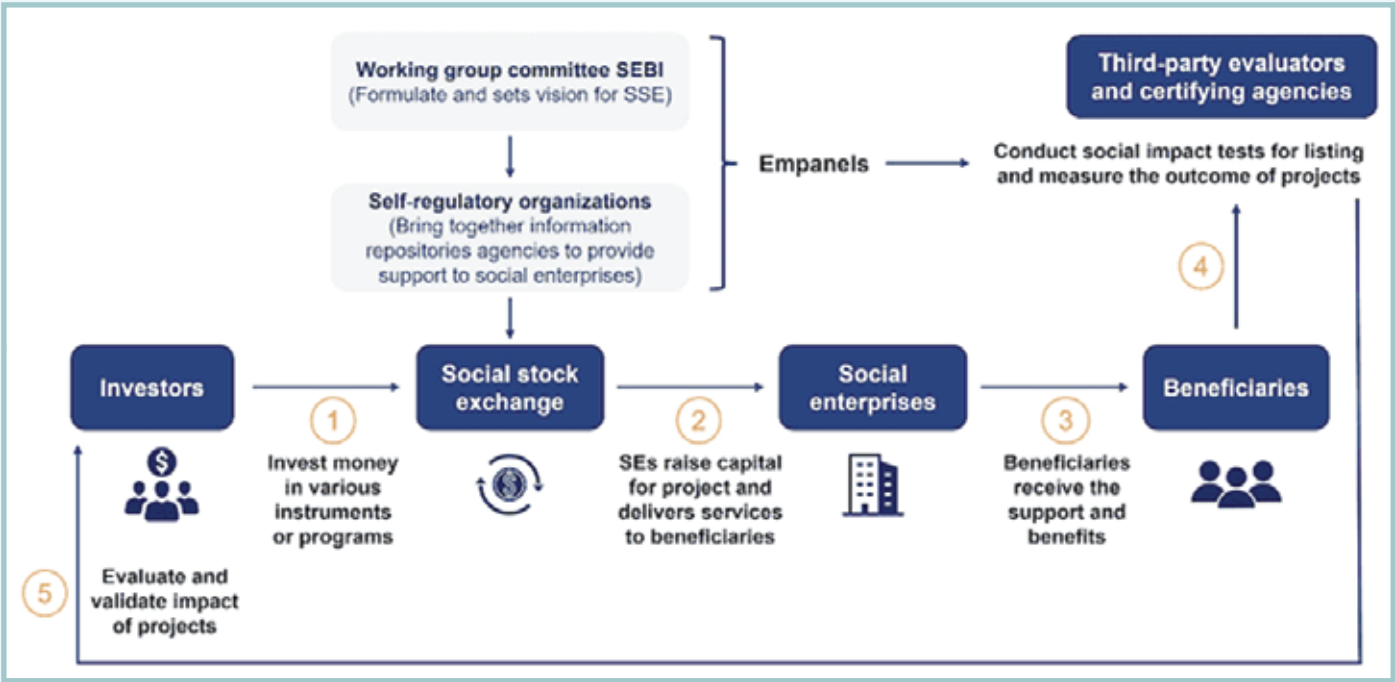 Working group committee SEBI
(Formulate and sets vision for SSE)
Third-party evaluators
and certifying agencies
Empanels
Conduct social impact tests for listing
and measure the outcome of projects
Self-regulatory organizations
(Bring together information
repositories agencies to provide
support to social enterprises)
4
Investors
Social stock
exchange
Social
enterprises
Beneficiaries
1
2
3
Invest money
in various
instruments
or programs
SEs raise capital
for project and
delivers services
to beneficiaries
Beneficiaries
receive the
support and
benefits
$
$
5
Evaluate and
validate impact
of projects